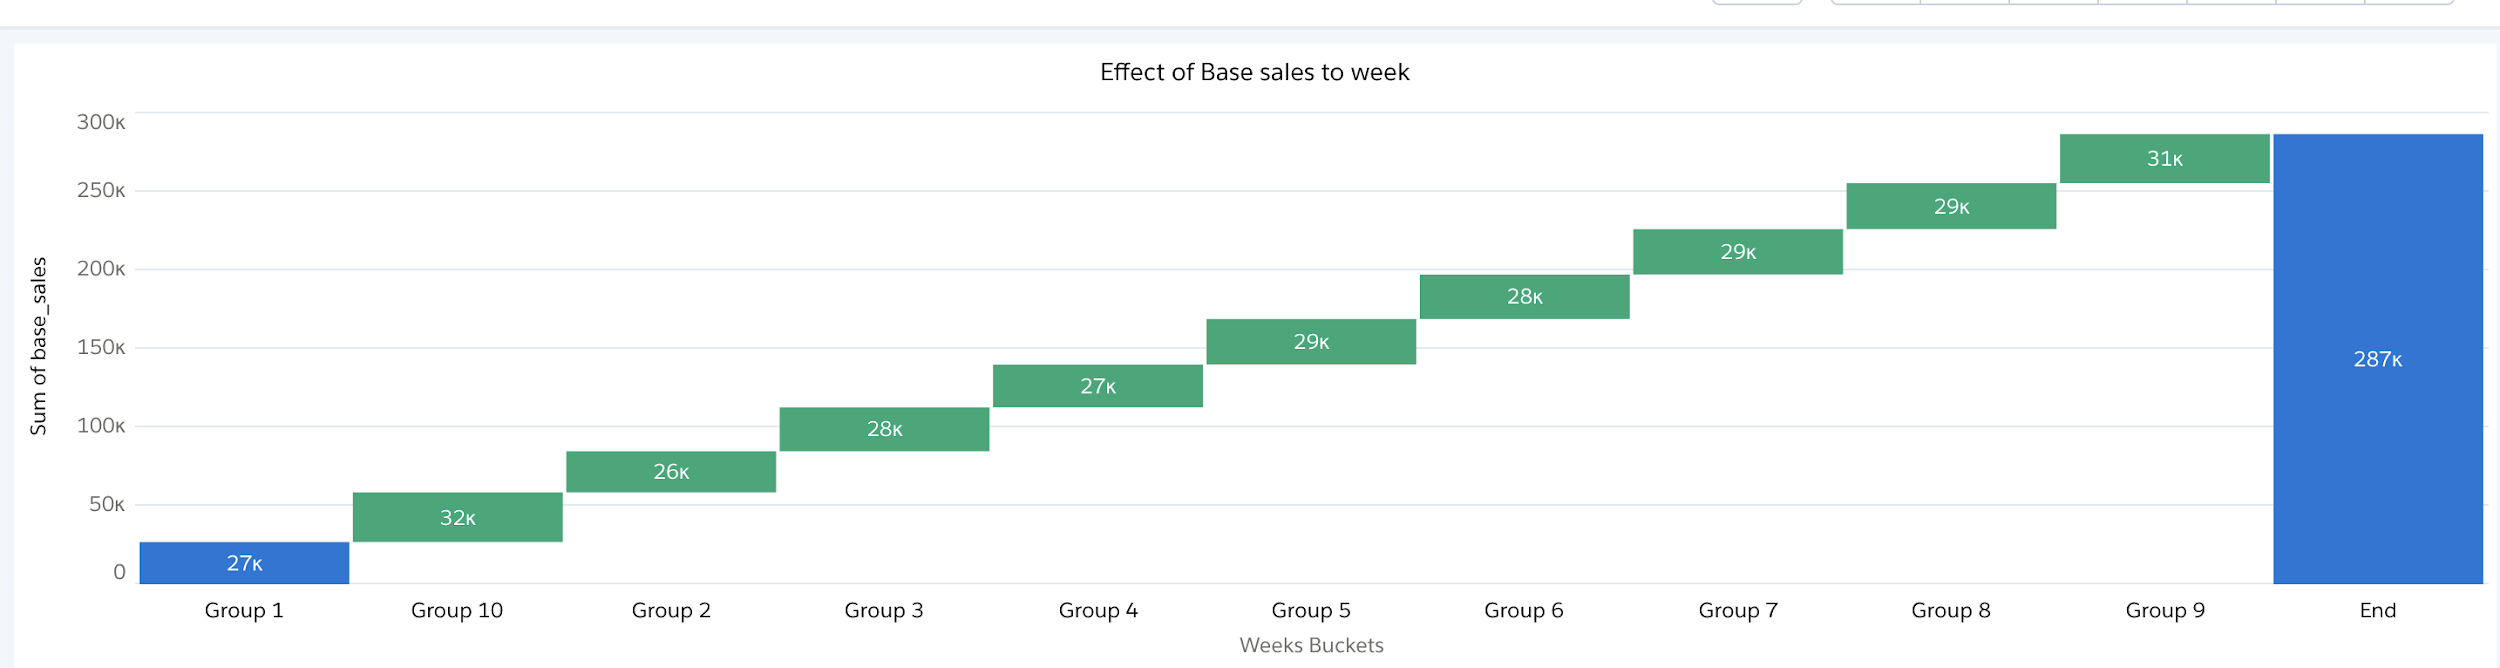 Effect of Base sales to week
300K
250K
200K
150K
100K
50K
0
Sum of base_sales
27K
32K
26K
28K
27K
29K
28K
29K
29K
31K
287K
Group 1 Group 10 Group 2 Group 3 Group 4 Group 5 Group 6 Group 7 Group 8 Group 9 End
Weeks Buckets